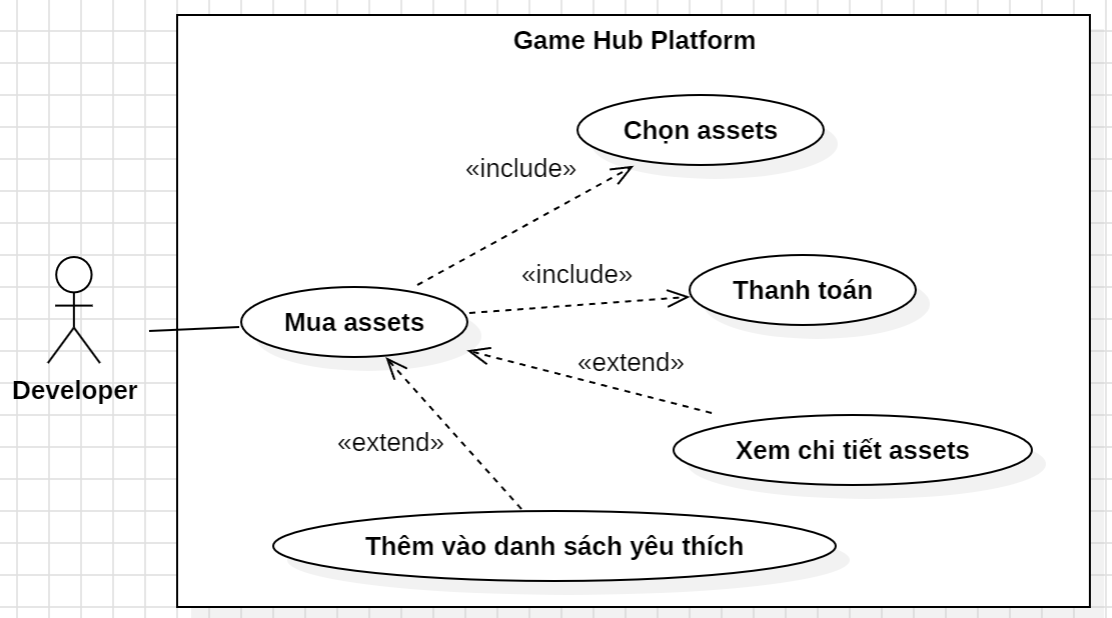 Game Hub Platform
Chọn assets
«include»
«include»
Thanh toán
Mua assets
«extend»
Developer
«extend»
Xem chi tiết assets
Thêm vào danh sách yêu thích